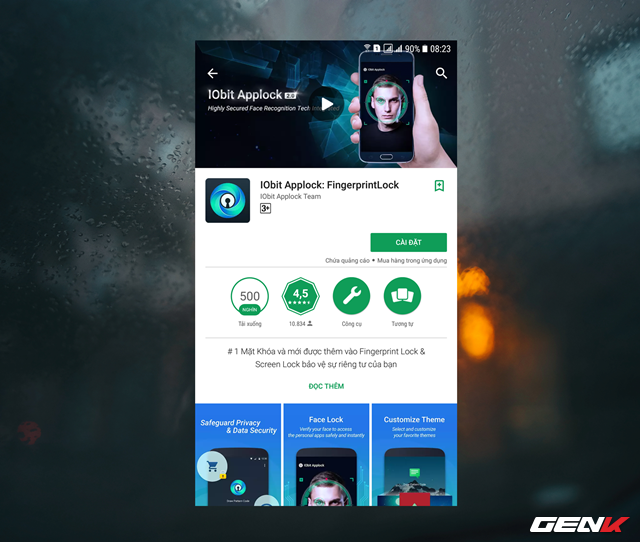 90% 08:23
IObit Applock 2.0
Highly Secured Face Recognition Tech
IObit Applock
IObit Applock: FingerprintLock
IObit Applock Team
3+
CÀI ĐẶT
Chứa quảng cáo • Mua hàng trong ứng dụng
500
NGHÌN
4,5
Tải xuống
10.834
Công cụ
Tương tự
# 1 Mặt Khóa và mới được thêm vào Fingerprint Lock &
Screen Lock bảo vệ sự riêng tư của bạn
ĐỌC THÊM
Safeguard Privacy
& Data Security
Face Lock
Verify your face to access
the personal apps safely and instantly
IObit Applock
Customize Theme
Select and customize
your favorite themes
GENK